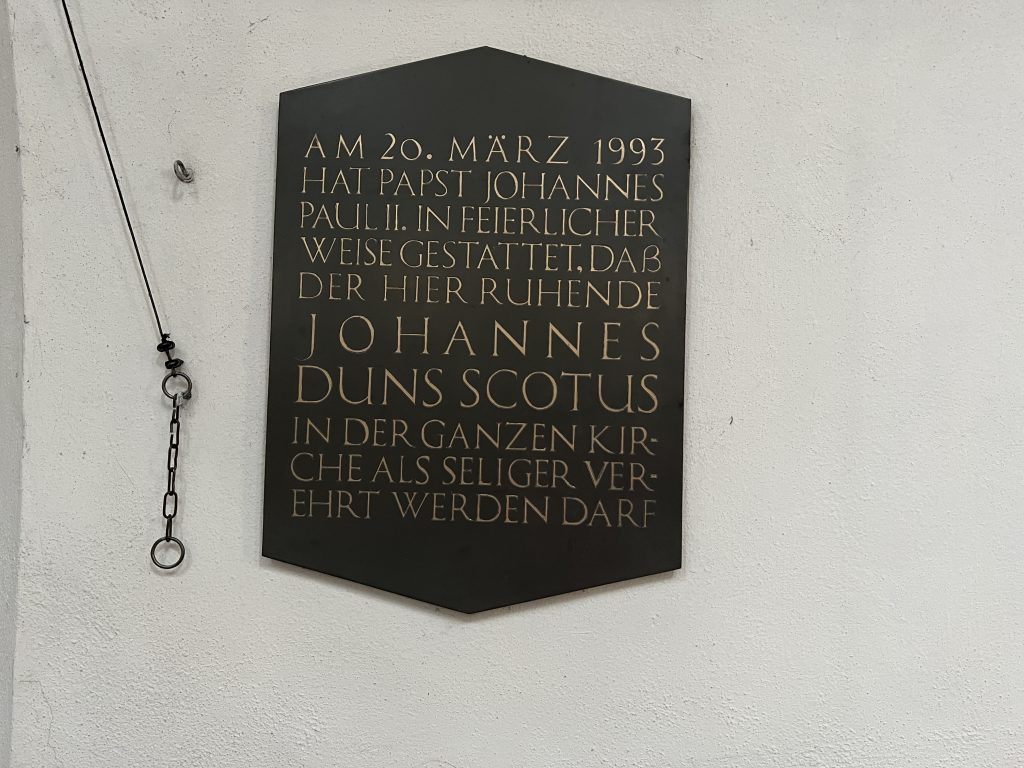 AM 20. MÄRZ 1993
HAT PAPST JOHANNES
PAUL II. IN FEIERLICHER
WEISE GESTATTET, DAß
DER HIER RUHENDE
JOHANNES
DUNS SCOTUS
IN DER GANZEN KIR-
CHE ALS SELIGER VER-
EHRT WERDEN DARF